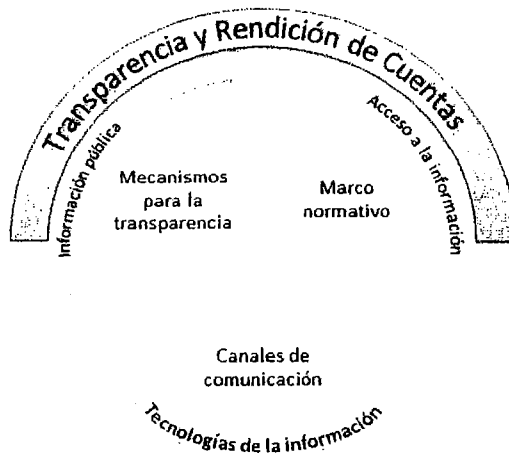 Transparencia y Rendición de Cuentas
Información pública
Acceso a la información
Mecanismos
para la
transparencia
Marco
normativo
Canales de
comunicación
Tecnologías de la información